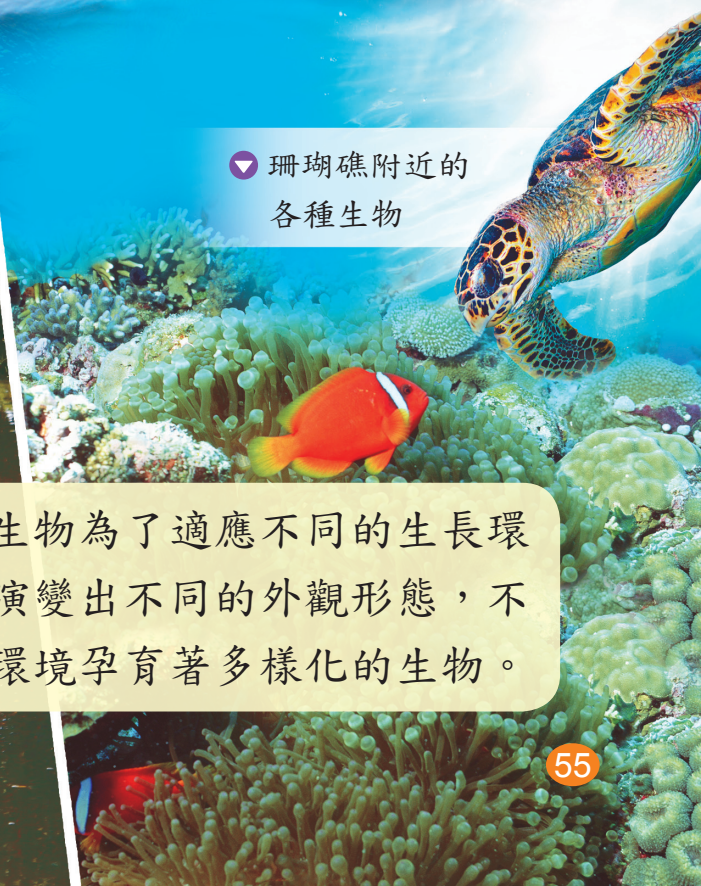 珊瑚礁附近的
各種生物
生物為了適應不同的生長環
演變出不同的外觀形態，不
環境孕育著多樣化的生物。
55